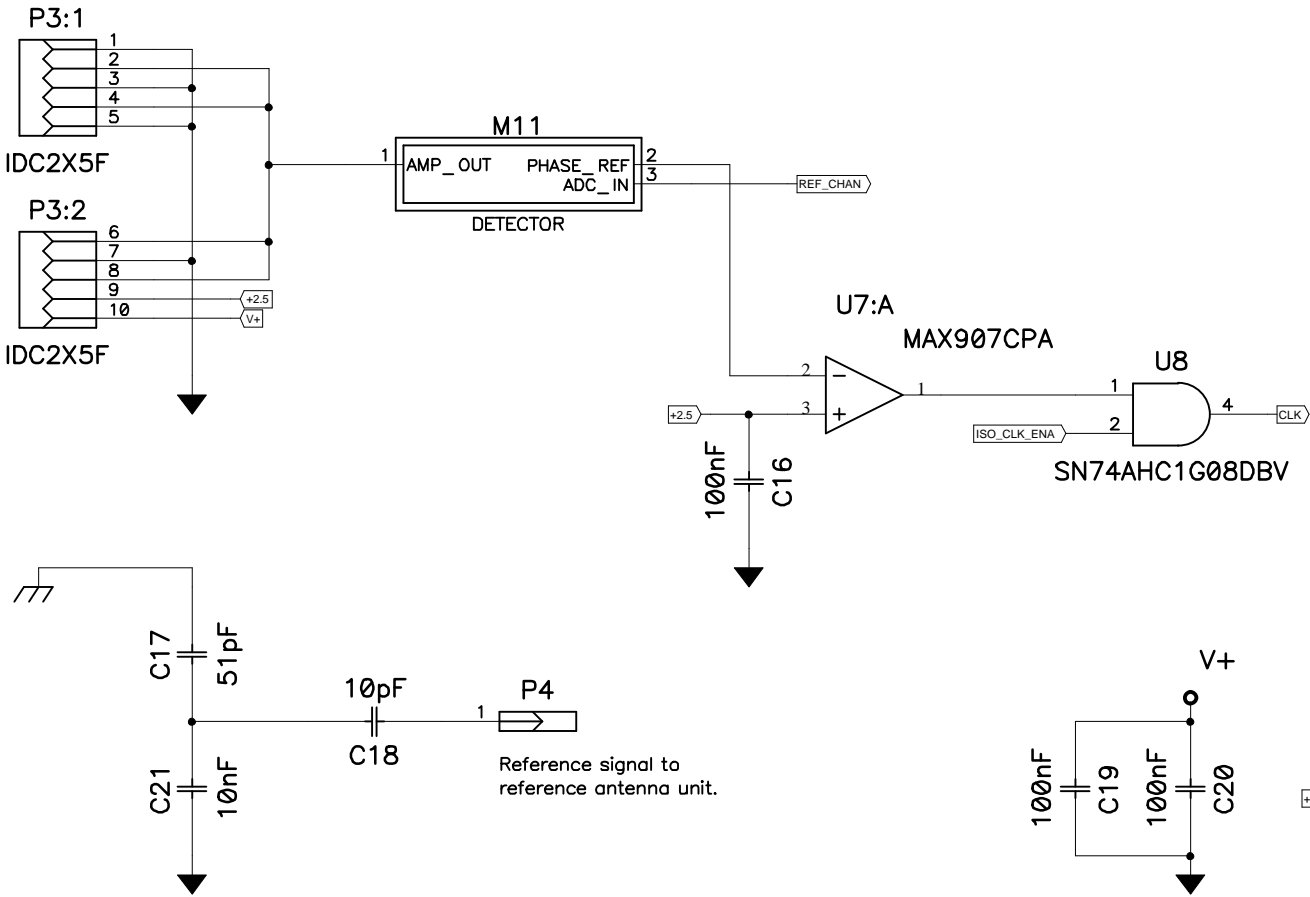 P3:1
1
2
3
4
5
IDC2X5F
P3:2
6
7
8
9
10
+2.5
V+
IDC2X5F
M11
1
AMP_OUT
PHASE_REF
ADC_IN
2
3
DETECTOR
REF_CHAN
U7:A
MAX907CPA
2
3
1
+2.5
100nF
C16
U8
1
2
4
ISO_CLK_ENA
CLK
SN74AHC1G08DBV
C17
51pF
10pF
C18
1
P4
C21
10nF
Reference signal to
reference antenna unit.
V+
100nF
C19
100nF
C20